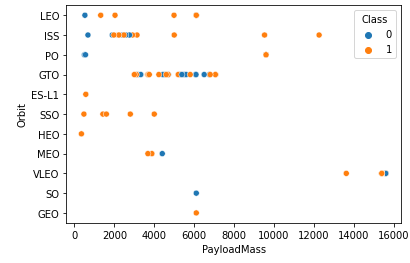 LEO
ISS
PO
GTO
ES-L1
SSO
HEO
MEO
VLEO
SO
GEO
Orbit
Class
0
1
0 2000 4000 6000 8000 10000 12000 14000 16000
PayloadMass